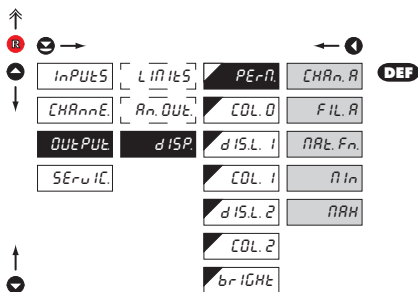 R
InPUtS LIMItS PErM. CHAn. A DEF
CHAnnE. An. OUt. COL. 0 FIL. A
OUtPUt. dISP. dIS.L. 1 MAt. Fn.
SErvIC. COL. 1 MIn
dIS.L. 2 MAX
COL. 2
brIGHt